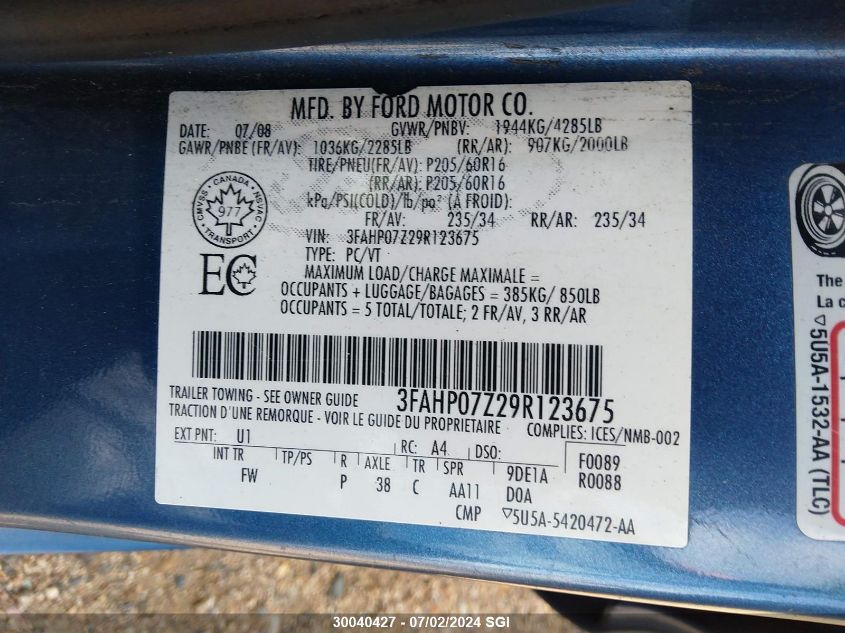 MFD. BY FORD MOTOR CO.
DATE: 07/08 GVWR/PNBV: 1944KG/4285LB
GAWR/PNBE (FR/AV): 1036KG/2285LB (RR/AR): 907KG/2000LB
TIRE/PNEU(FR/AV): P205/60R16
(RR/AR): P205/60R16
kPa/PSI(COLD)/lb/po² (À FROID):
FR/AV: 235/34 RR/AR: 235/34
VIN: 3FAHP07Z29R123675
TYPE: PC/VT
MAXIMUM LOAD/CHARGE MAXIMALE =
OCCUPANTS + LUGGAGE/BAGAGES = 385KG/ 850LB
OCCUPANTS = 5 TOTAL/TOTALE; 2 FR/AV, 3 RR/AR
CMVSS • CANADA • NSVAC
977
TRANSPORT
EC
3FAHP07Z29R123675
TRAILER TOWING - SEE OWNER GUIDE
TRACTION D'UNE REMORQUE - VOIR LE GUIDE DU PROPRIETAIRE
COMPLIES: ICES/NMB-002
EXT PNT: U1 RC: A4 DSO: F0089
INT TR TP/PS R AXLE TR SPR 9DE1A R0088
FW P 38 C AA11 D0A
CMP ▽5U5A-5420472-AA
The
La c
▽5U5A-1532-AA (TLC)
30040427 - 07/02/2024 SGI